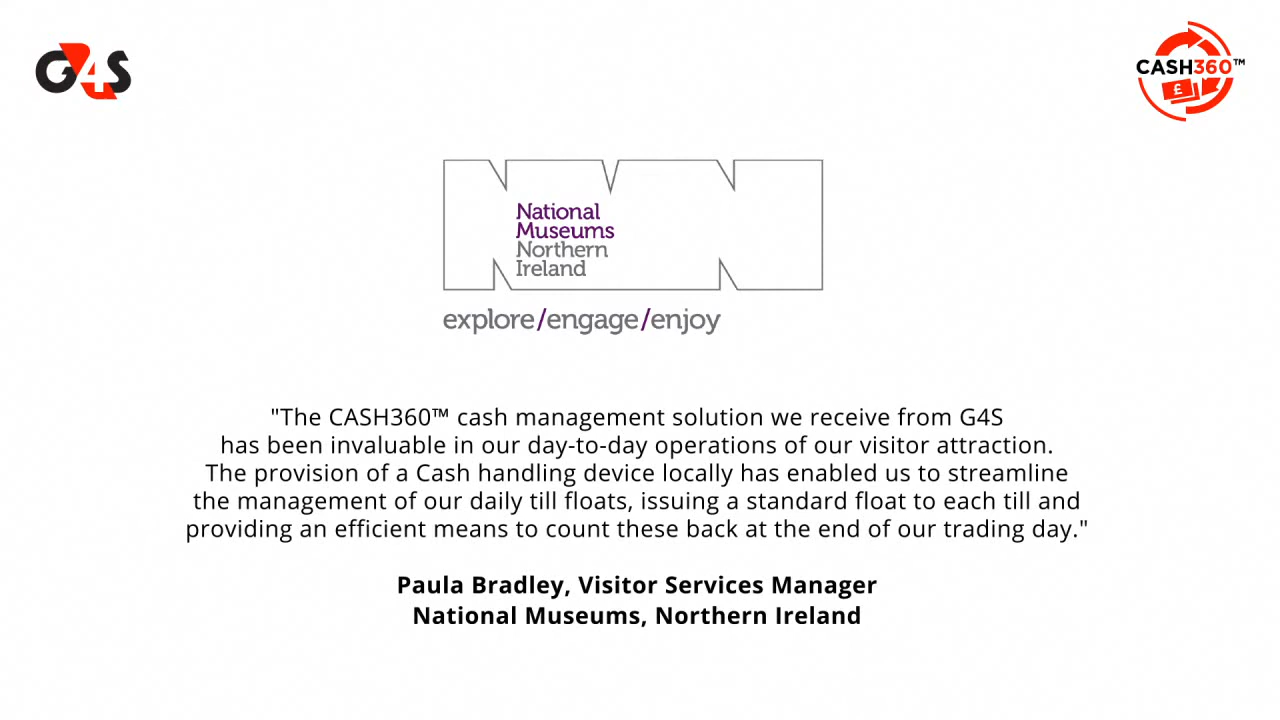 G4S
CASH360™
£
National
Museums
Northern
Ireland
explore/engage/enjoy
"The CASH360™ cash management solution we receive from G4S
has been invaluable in our day-to-day operations of our visitor attraction.
The provision of a Cash handling device locally has enabled us to streamline
the management of our daily till floats, issuing a standard float to each till and
providing an efficient means to count these back at the end of our trading day."
Paula Bradley, Visitor Services Manager
National Museums, Northern Ireland